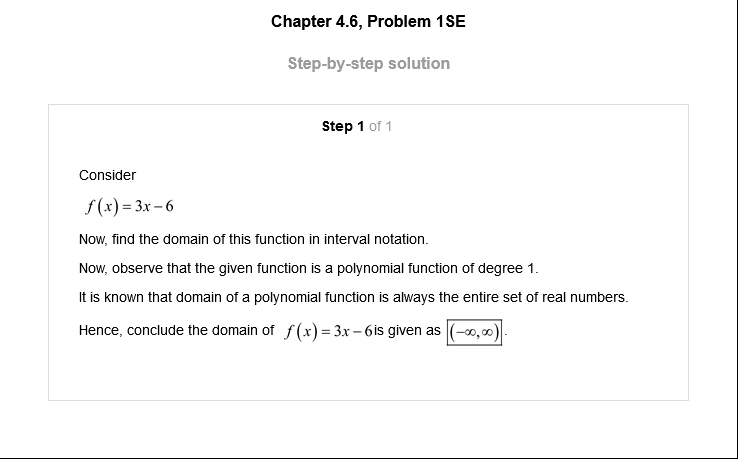 Chapter 4.6, Problem 1SE
Step-by-step solution
Step 1 of 1
Consider
f(x) = 3x – 6
Now, find the domain of this function in interval notation.
Now, observe that the given function is a polynomial function of degree 1.
It is known that domain of a polynomial function is always the entire set of real numbers.
Hence, conclude the domain of f(x) = 3x – 6 is given as (–∞, ∞).